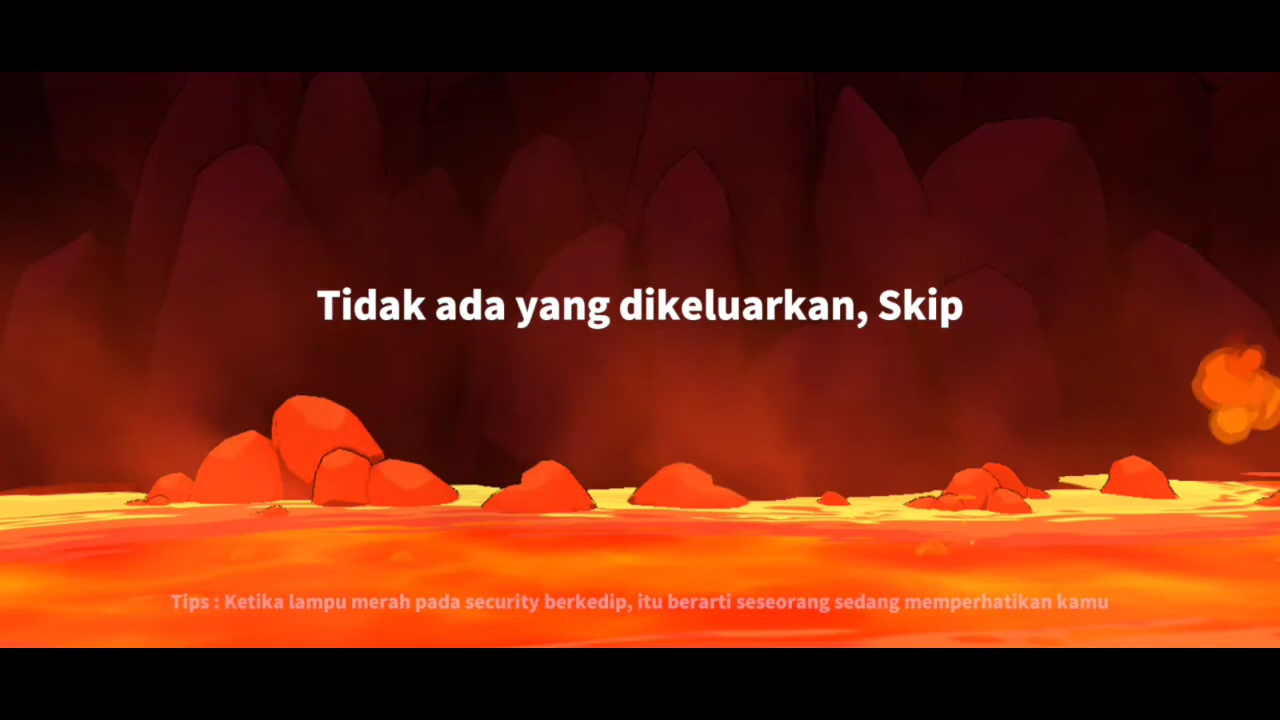 Tidak ada yang dikeluarkan, Skip
Tips : Ketika lampu merah pada security berkedip, itu berarti seseorang sedang memperhatikan kamu